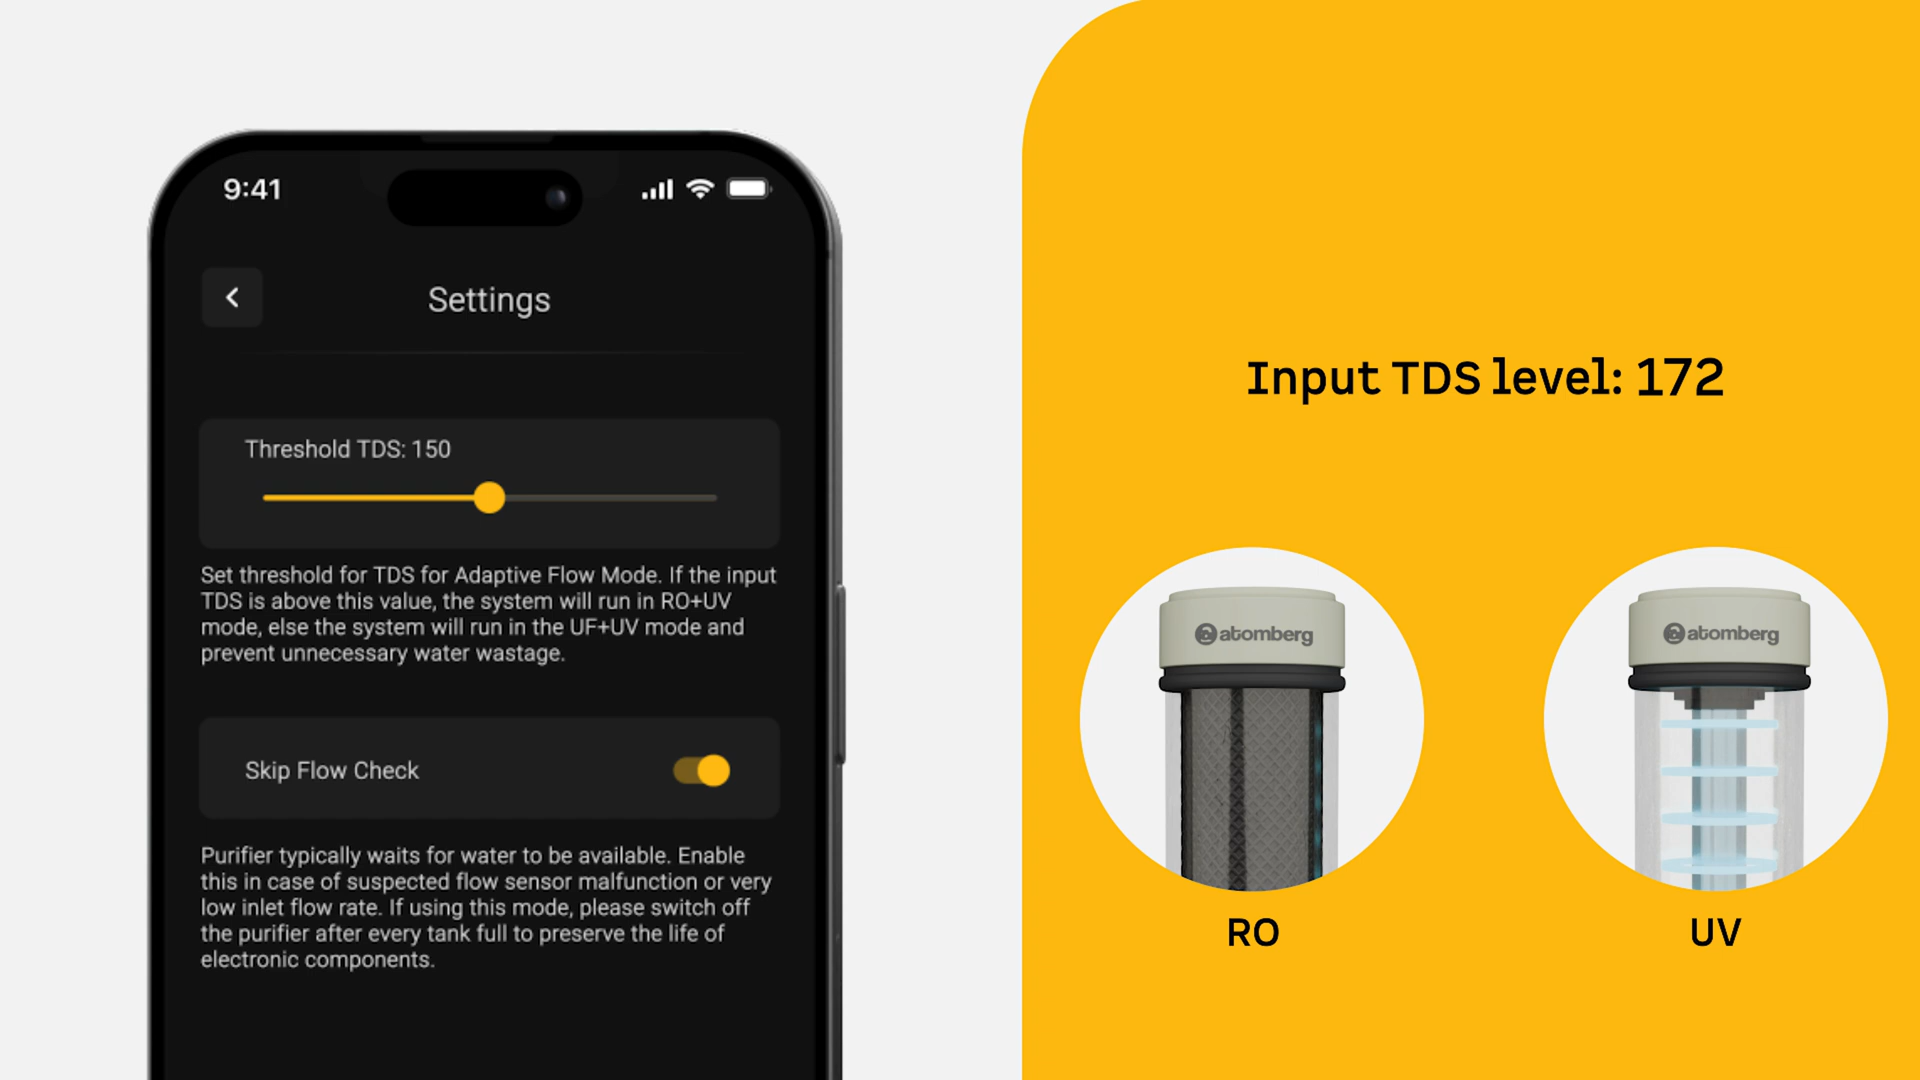 9:41
Settings
Threshold TDS: 150
Set threshold for TDS for Adaptive Flow Mode. If the input
TDS is above this value, the system will run in RO+UV
mode, else the system will run in the UF+UV mode and
prevent unnecessary water wastage.
Skip Flow Check
Purifier typically waits for water to be available. Enable
this in case of suspected flow sensor malfunction or very
low inlet flow rate. If using this mode, please switch off
the purifier after every tank full to preserve the life of
electronic components.
Input TDS level: 172
atomberg
atomberg
RO
UV